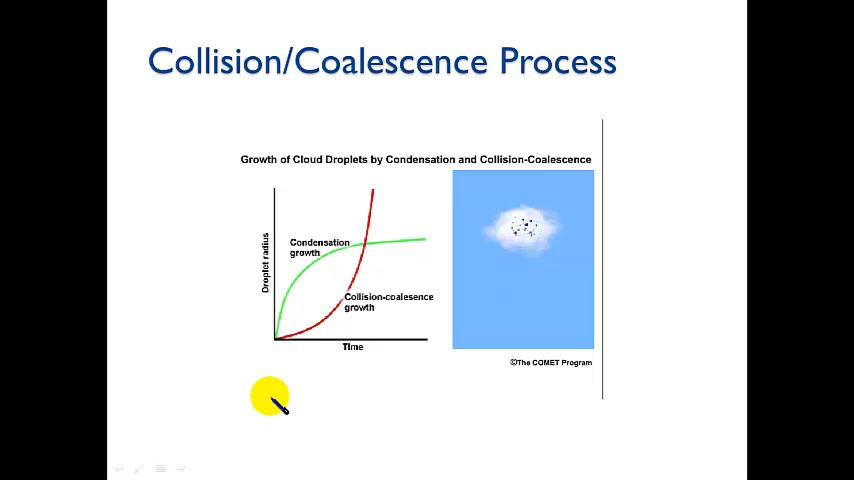 Collision/Coalescence Process
Growth of Cloud Droplets by Condensation and Collision-Coalescence
Droplet radius
Condensation
growth
Collision-coalesence
growth
Time
©The COMET Program